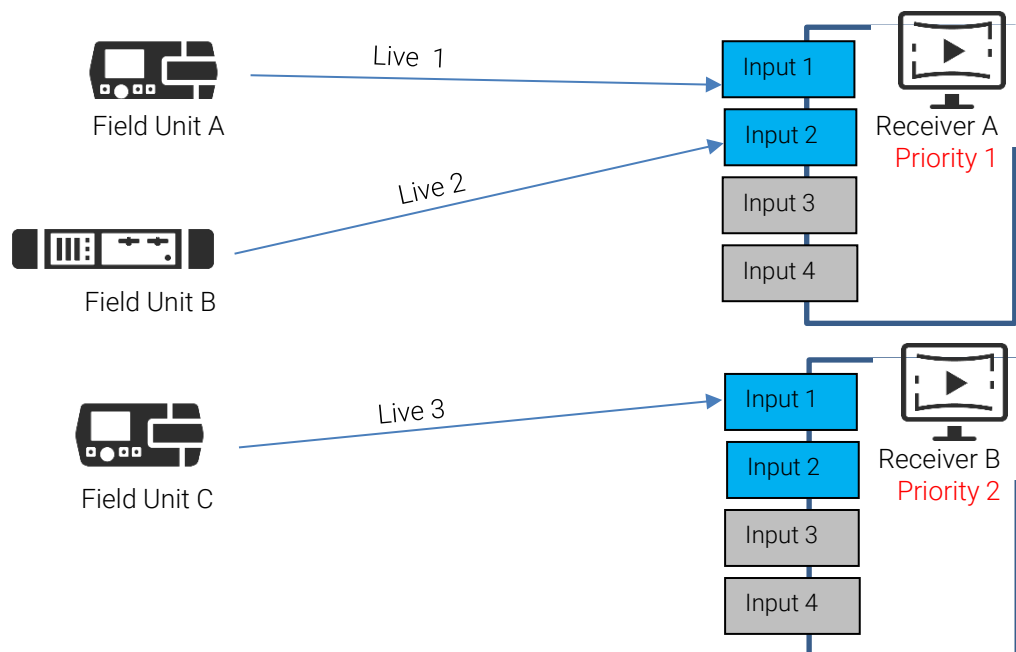 Live 1
Field Unit A
Input 1
Input 2
Input 3
Input 4
Receiver A
Priority 1
Live 2
Field Unit B
Live 3
Field Unit C
Input 1
Input 2
Input 3
Input 4
Receiver B
Priority 2